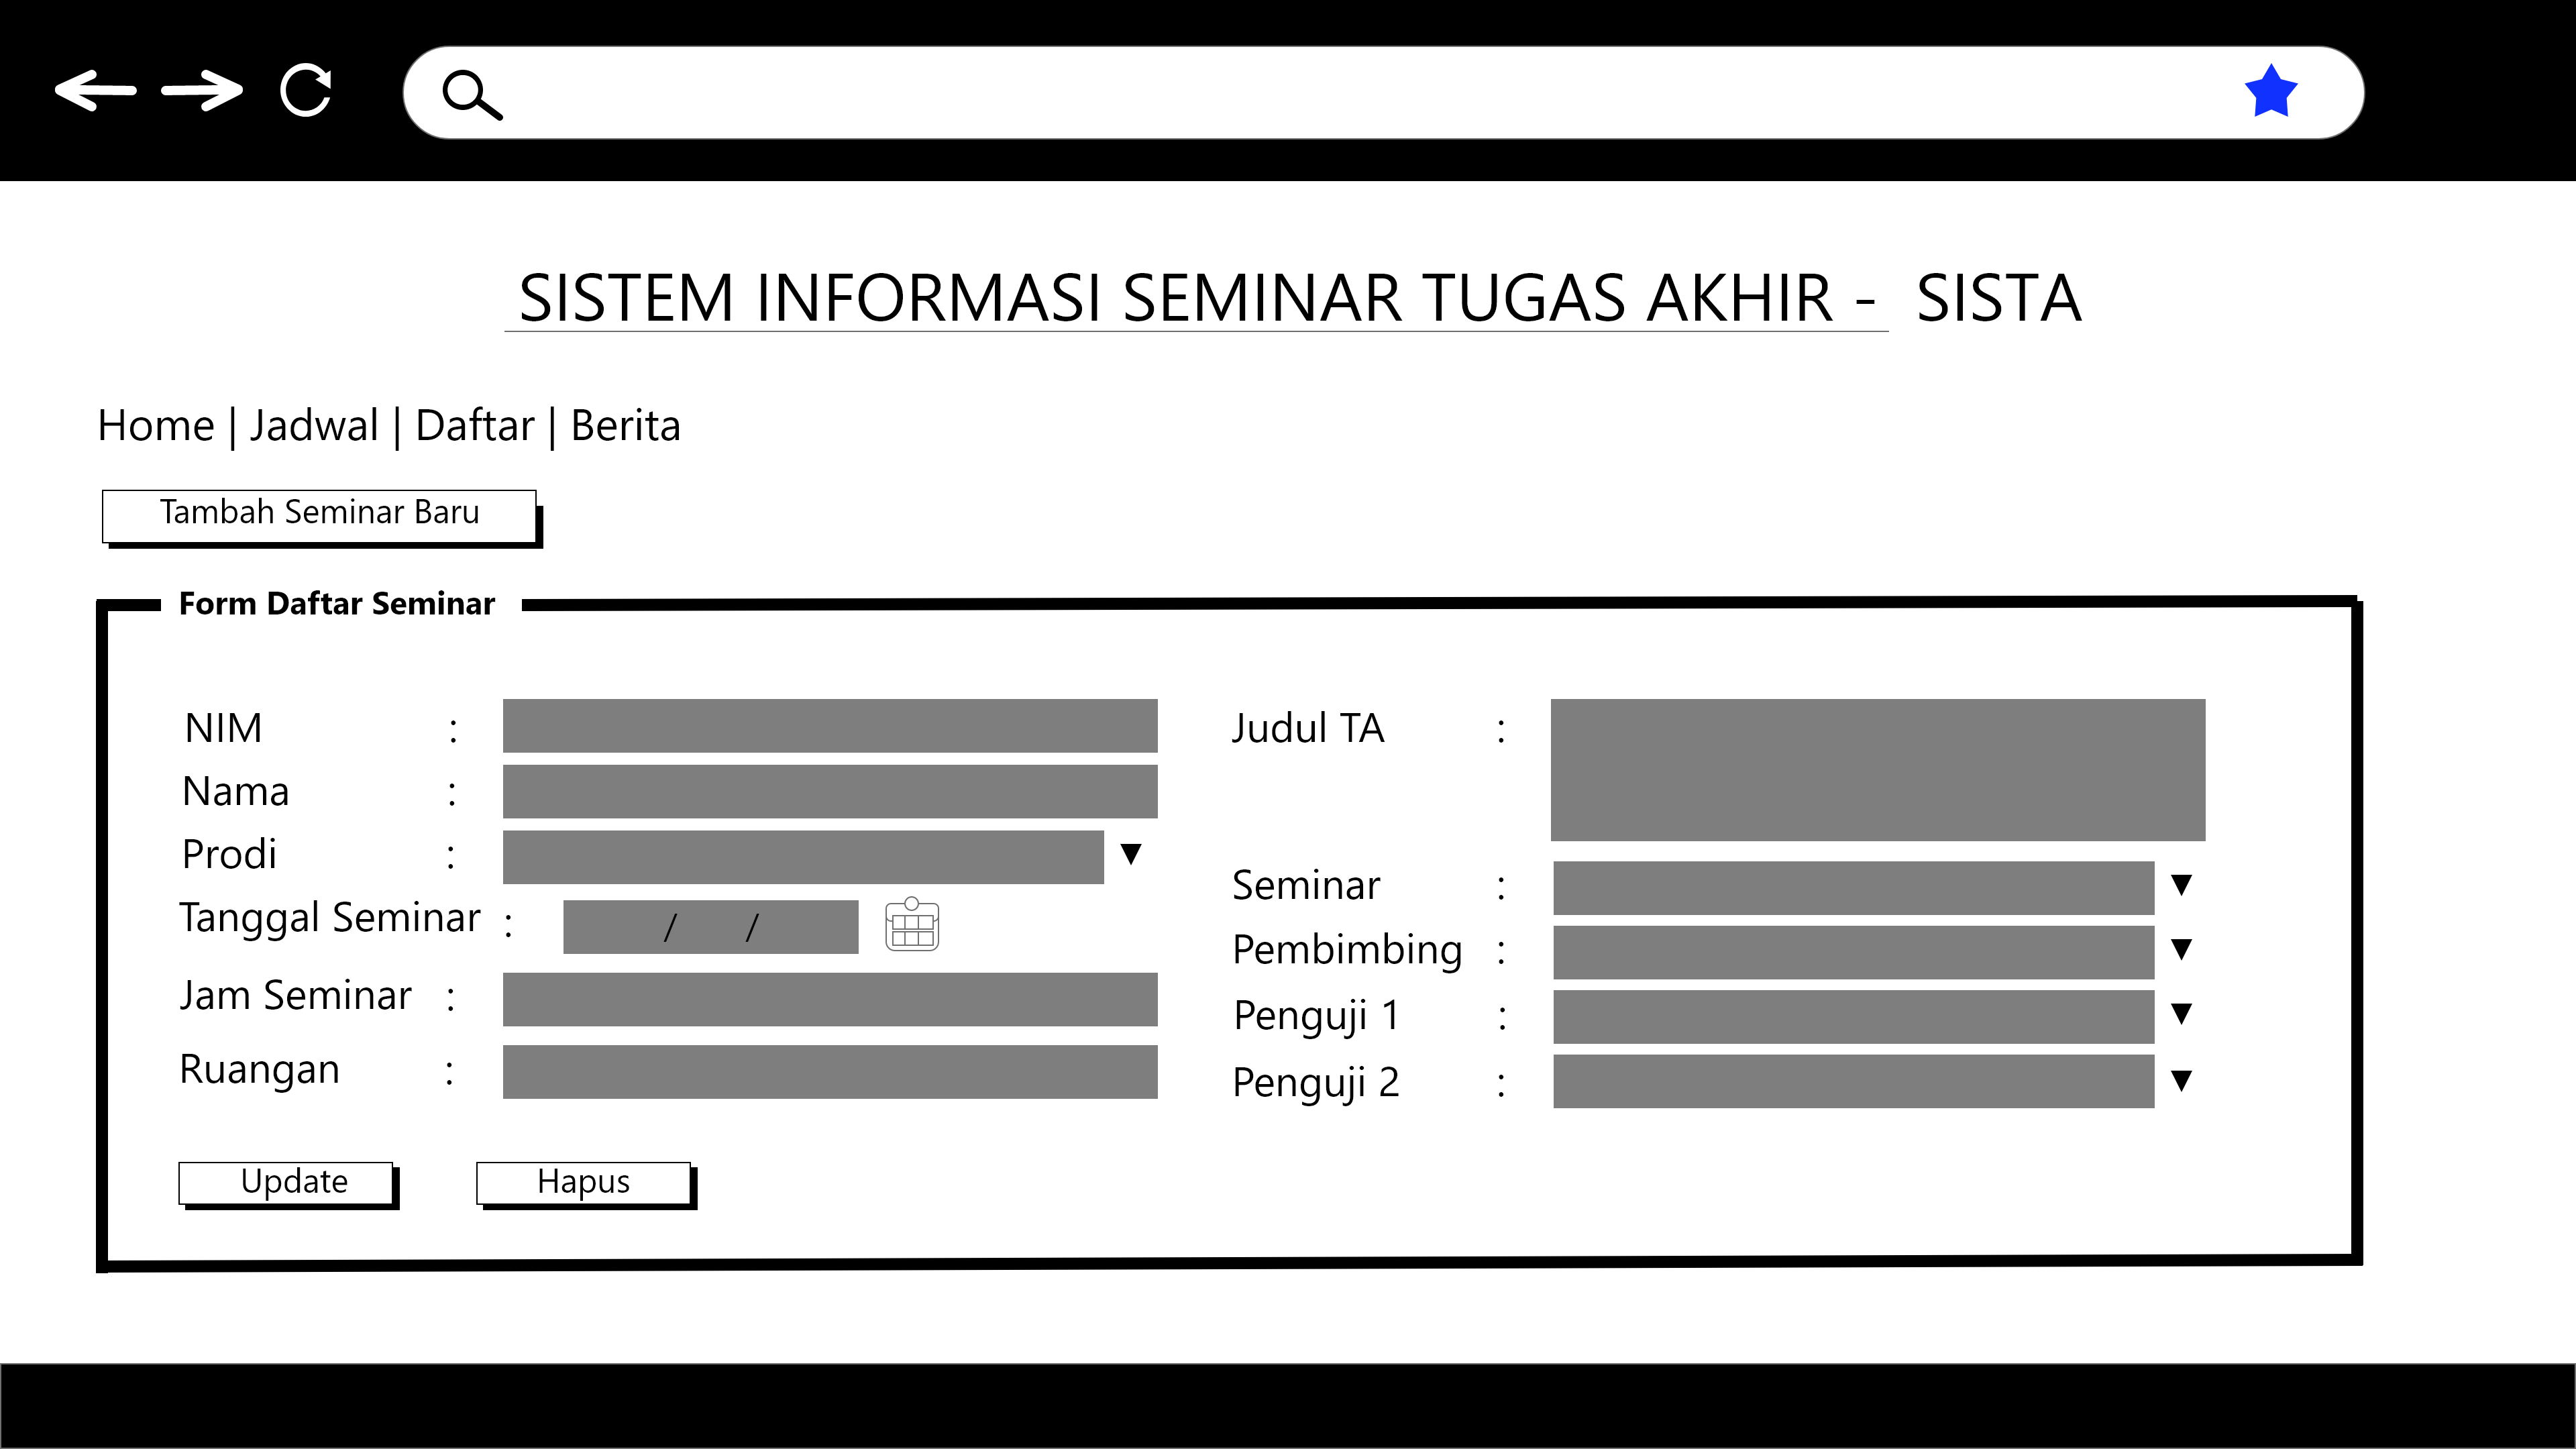 SISTEM INFORMASI SEMINAR TUGAS AKHIR - SISTA
Home | Jadwal | Daftar | Berita
Tambah Seminar Baru
Form Daftar Seminar
NIM :
Nama :
Prodi : ▼
Tanggal Seminar : / /
Jam Seminar :
Ruangan :
Judul TA :
Seminar : ▼
Pembimbing : ▼
Penguji 1 : ▼
Penguji 2 : ▼
Update Hapus